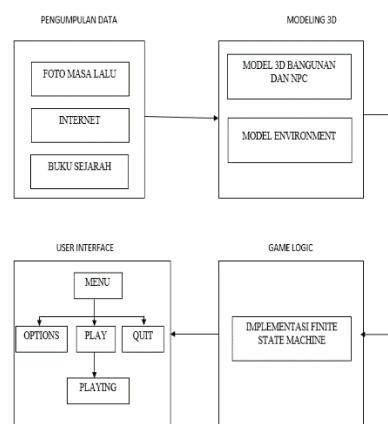 PENGUMPULAN DATA
FOTO MASA LALU
INTERNET
BUKU SEJARAH
MODELING 3D
MODEL 3D BANGUNAN
DAN NPC
MODEL ENVIRONMENT
USER INTERFACE
MENU
OPTIONS
PLAY
QUIT
PLAYING
GAME LOGIC
IMPLEMENTASI FINITE
STATE MACHINE